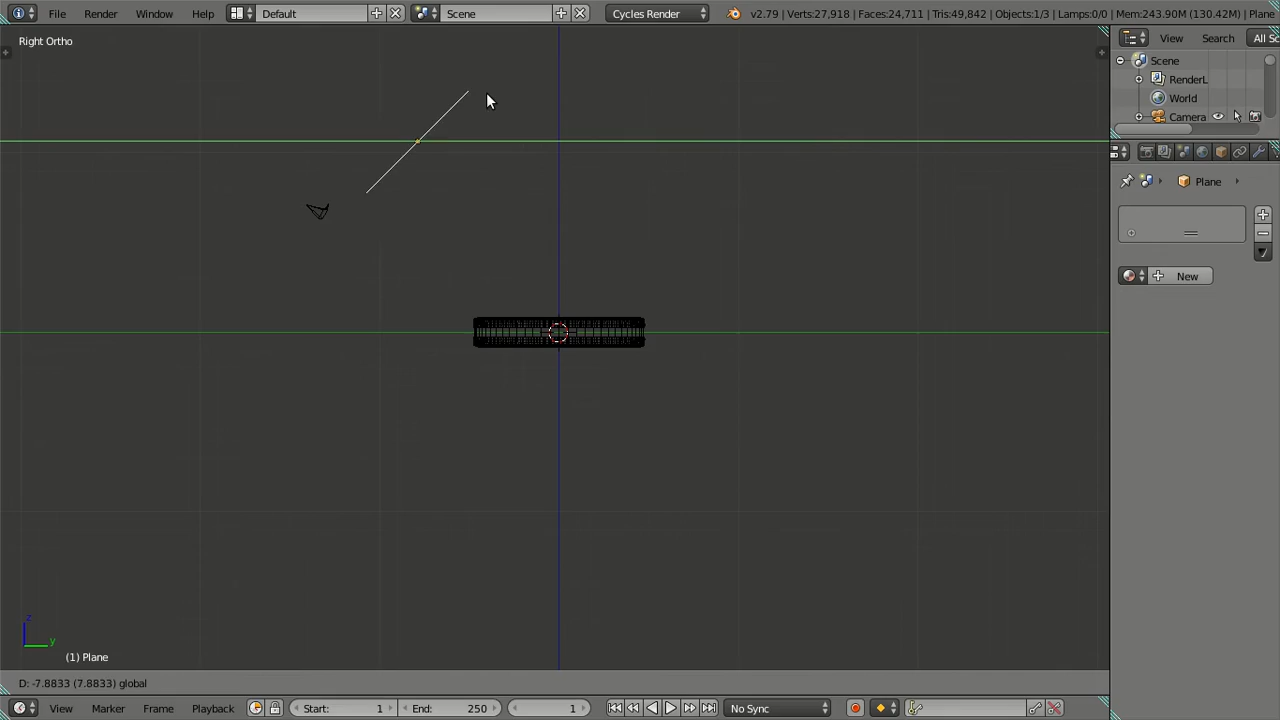 File Render Window Help Default Scene Cycles Render v2.79 | Verts:27,918 | Faces:24,711 | Tris:49,842 | Objects:1/3 | Lamps:0/0 | Mem:243.90M (130.42M) | Plane
Right Ortho
View Search All Sc
Scene
RenderL
World
Camera
Plane
New
z
y
(1) Plane
D: -7.8833 (7.8833) global
View Marker Frame Playback Start: 1 End: 250 1 No Sync